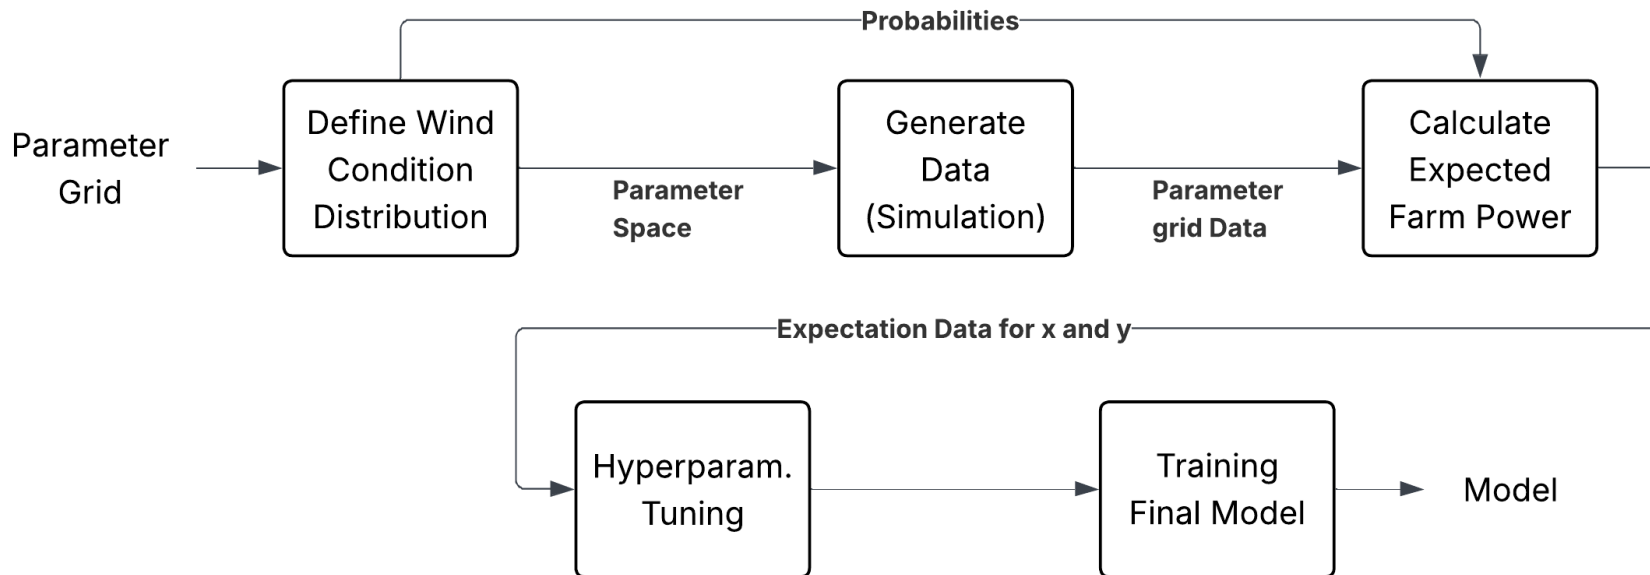 Probabilities
Parameter
Grid
Define Wind
Condition
Distribution
Parameter
Space
Generate
Data
(Simulation)
Parameter
grid Data
Calculate
Expected
Farm Power
Expectation Data for x and y
Hyperparam.
Tuning
Training
Final Model
Model